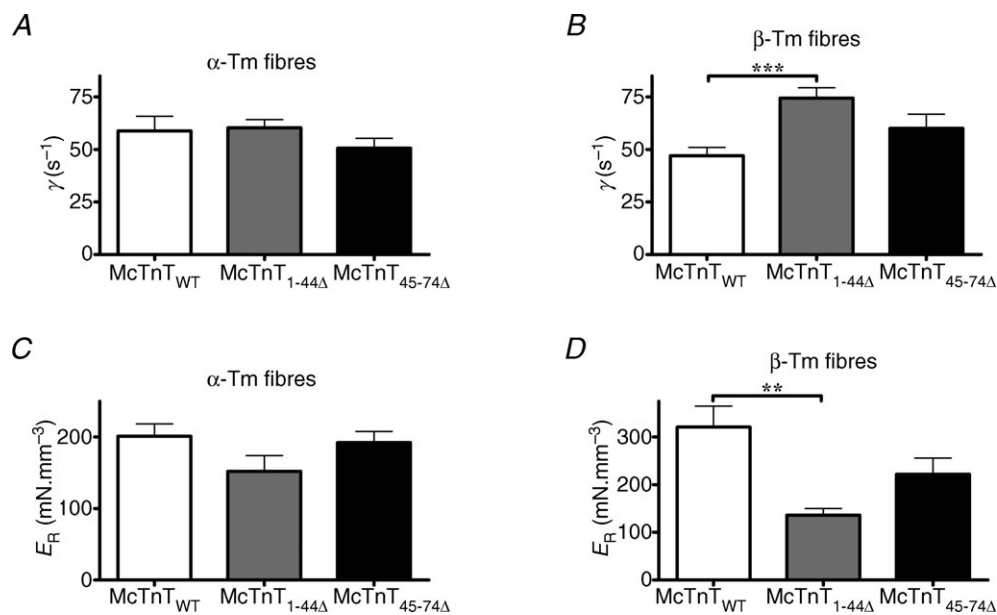 A
α-Tm fibres
γ (s⁻¹)
75
50
25
0
McTnT_WT McTnT_1-44Δ McTnT_45-74Δ
B
β-Tm fibres
***
γ (s⁻¹)
75
50
25
0
McTnT_WT McTnT_1-44Δ McTnT_45-74Δ
C
α-Tm fibres
E_R (mN.mm⁻³)
200
100
0
McTnT_WT McTnT_1-44Δ McTnT_45-74Δ
D
β-Tm fibres
**
E_R (mN.mm⁻³)
300
200
100
0
McTnT_WT McTnT_1-44Δ McTnT_45-74Δ